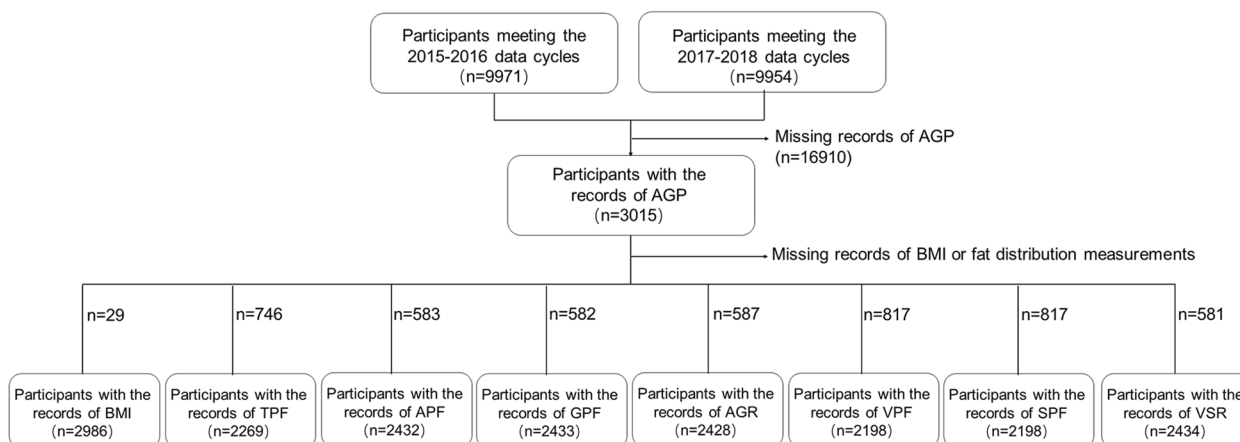 Participants meeting the
2015-2016 data cycles
(n=9971)
Participants meeting the
2017-2018 data cycles
(n=9954)
Missing records of AGP
(n=16910)
Participants with the
records of AGP
(n=3015)
Missing records of BMI or fat distribution measurements
n=29
n=746
n=583
n=582
n=587
n=817
n=817
n=581
Participants with the
records of BMI
(n=2986)
Participants with the
records of TPF
(n=2269)
Participants with the
records of APF
(n=2432)
Participants with the
records of GPF
(n=2433)
Participants with the
records of AGR
(n=2428)
Participants with the
records of VPF
(n=2198)
Participants with the
records of SPF
(n=2198)
Participants with the
records of VSR
(n=2434)